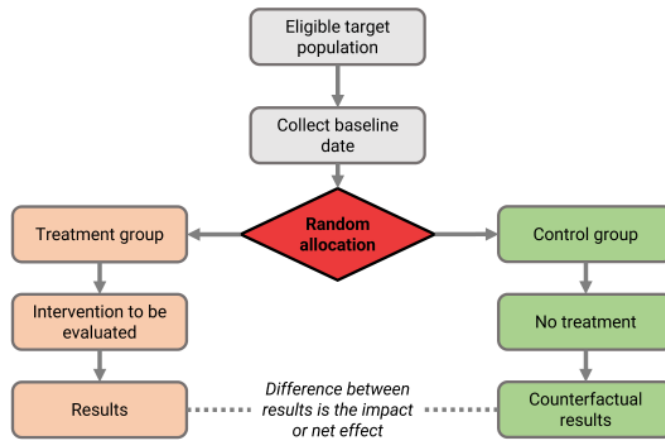 Eligible target
population
Collect baseline
date
Random
allocation
Treatment group
Control group
Intervention to be
evaluated
No treatment
Results
Difference between
results is the impact
or net effect
Counterfactual
results